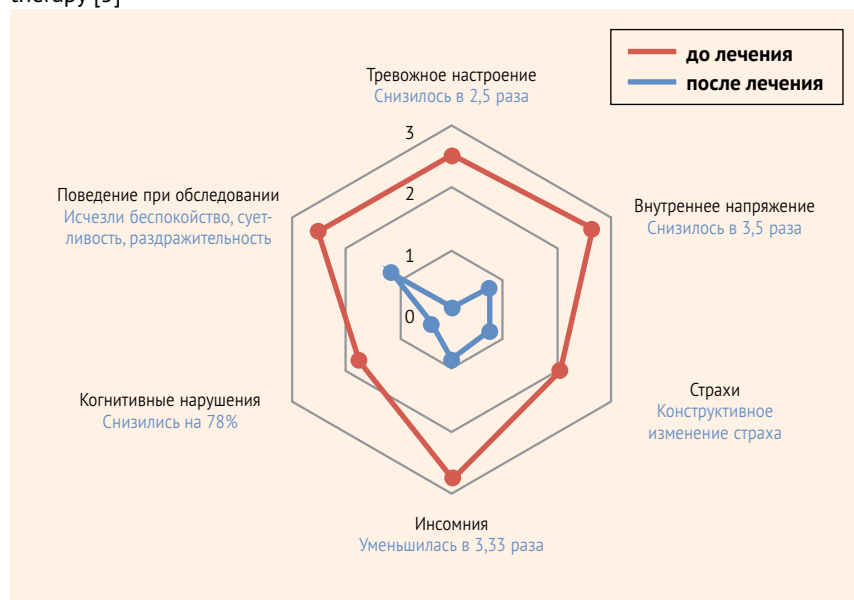 therapy [5]
до лечения
после лечения
Тревожное настроение
Снизилось в 2,5 раза
3
2
1
0
Внутреннее напряжение
Снизилось в 3,5 раза
Страхи
Конструктивное
изменение страха
Инсомния
Уменьшилась в 3,33 раза
Когнитивные нарушения
Снизились на 78%
Поведение при обследовании
Исчезли беспокойство, сует-
ливость, раздражительность